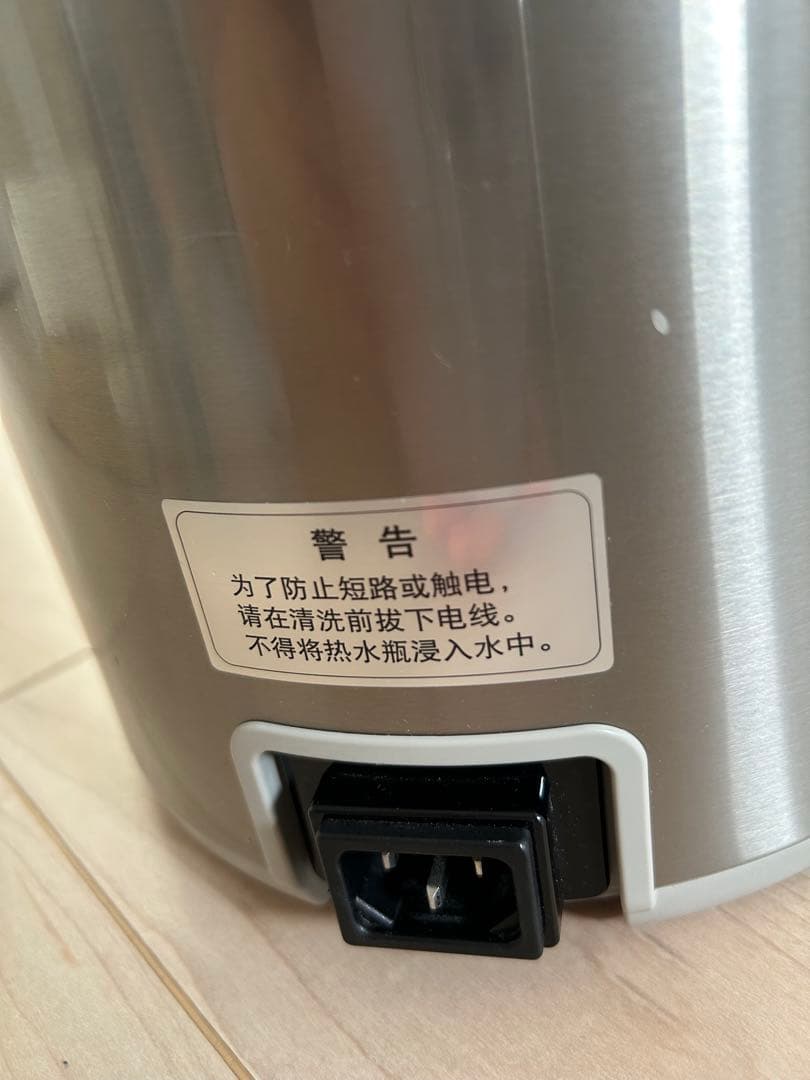 警 告
为了防止短路或触电，
请在清洗前拔下电线。
不得将热水瓶浸入水中。